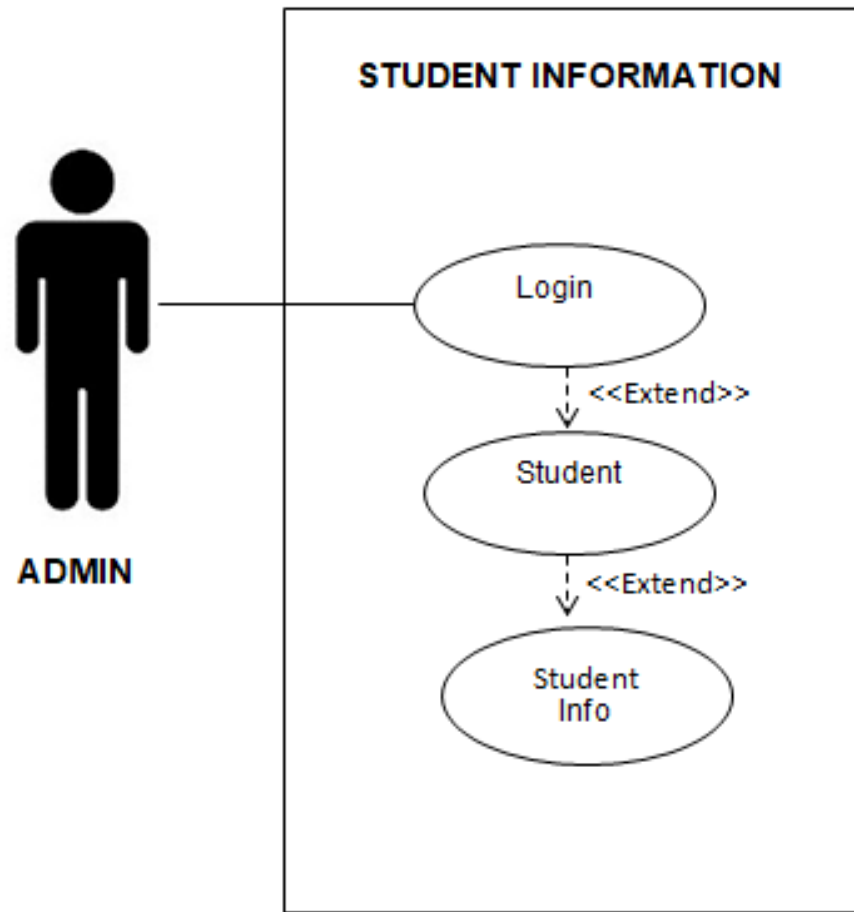 STUDENT INFORMATION
Login
<<Extend>>
Student
ADMIN
<<Extend>>
Student
Info